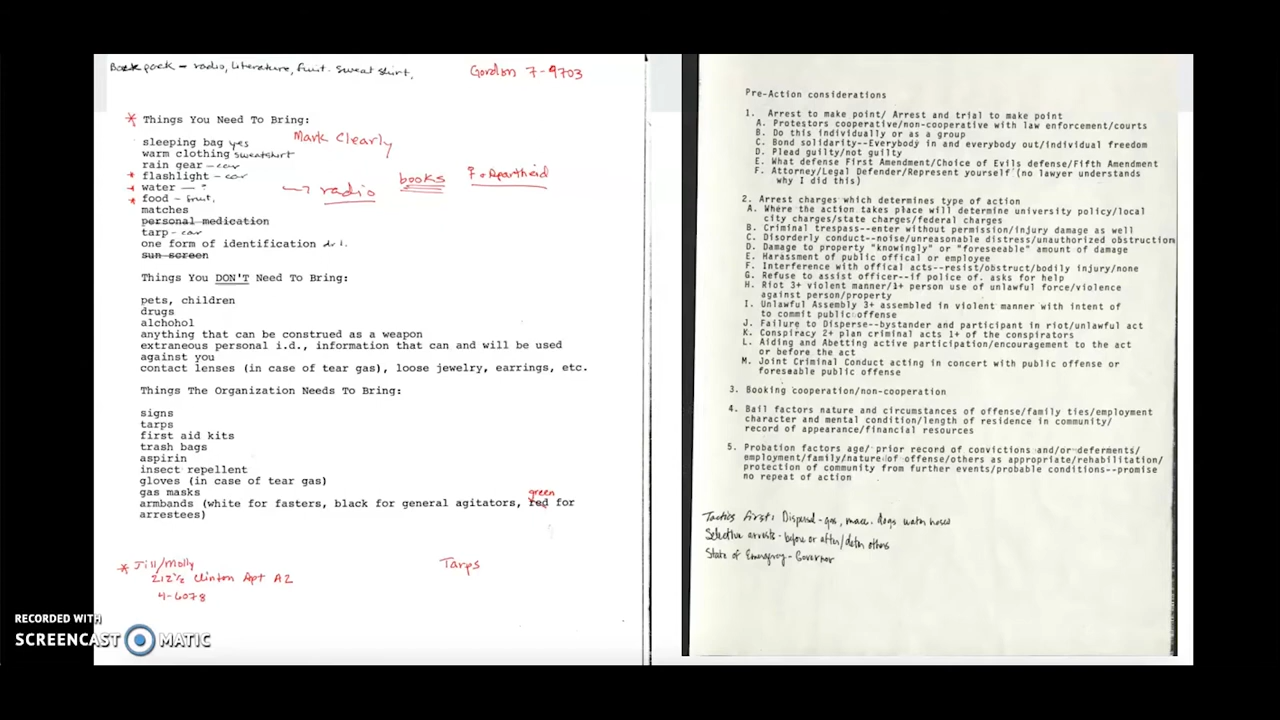 Back pack - radio, literature, fruit. sweat shirt.
Gordon 7-9703
* Things You Need To Bring:
Mark Clearly
sleeping bag yes
warm clothing sweatshirt
rain gear - car
* flashlight - car
* water - ?
* food - fruit,
matches
personal medication
tarp - car
one form of identification
sun screen
→ radio
books
Apartheid
Things You DON'T Need To Bring:
pets, children
drugs
alchohol
anything that can be construed as a weapon
extraneous personal i.d., information that can and will be used
against you
contact lenses (in case of tear gas), loose jewelry, earrings, etc.
Things The Organization Needs To Bring:
signs
tarps
first aid kits
trash bags
aspirin
insect repellent
gloves (in case of tear gas)
gas masks
green
armbands (white for fasters, black for general agitators, red for
arrestees)
* Jill/Molly
212½ Clinton Apt A2
4-6078
Tarps
Pre-Action considerations
1. Arrest to make point/ Arrest and trial to make point
A. Protestors cooperative/non-cooperative with law enforcement/courts
B. Do this individually or as a group
C. Bond solidarity--Everybody in and everybody out/individual freedom
D. Plead guilty/not guilty
E. What defense First Amendment/Choice of Evils defense/Fifth Amendment
F. Attorney/Legal Defender/Represent yourself (no lawyer understands
why I did this)
2. Arrest charges which determines type of action
A. Where the action takes place will determine university policy/local
city charges/state charges/federal charges
B. Criminal trespass--enter without permission/injury damage as well
C. Disorderly conduct--noise/unreasonable distress/unauthorized obstruction
D. Damage to property "knowingly" or "foreseeable" amount of damage
E. Harassment of public offical or employee
F. Interference with offical acts--resist/obstruct/bodily injury/none
G. Refuse to assist officer--if police of. asks for help
H. Riot 3+ violent manner/1+ person use of unlawful force/violence
against person/property
I. Unlawful Assembly 3+ assembled in violent manner with intent of
to commit public offense
J. Failure to Disperse--bystander and participant in riot/unlawful act
K. Conspiracy 2+ plan criminal acts 1+ of the conspirators
L. Aiding and Abetting active participation/encouragement to the act
or before the act
M. Joint Criminal Conduct acting in concert with public offense or
foresable public offense
3. Booking cooperation/non-cooperation
4. Bail factors nature and circumstances of offense/family ties/employment
character and mental condition/length of residence in community/
record of appearance/financial resources
5. Probation factors age/ prior record of convictions and/or deferments/
employment/family/nature of offense/others as appropriate/rehabilitation/
protection of community from further events/probable conditions--promise
no repeat of action
Tactics First: Dispersal - gas, mace, dogs water hoses
Selective arrests - before or after/deter others
State of Emergency - Governor
RECORDED WITH
SCREENCAST MATIC